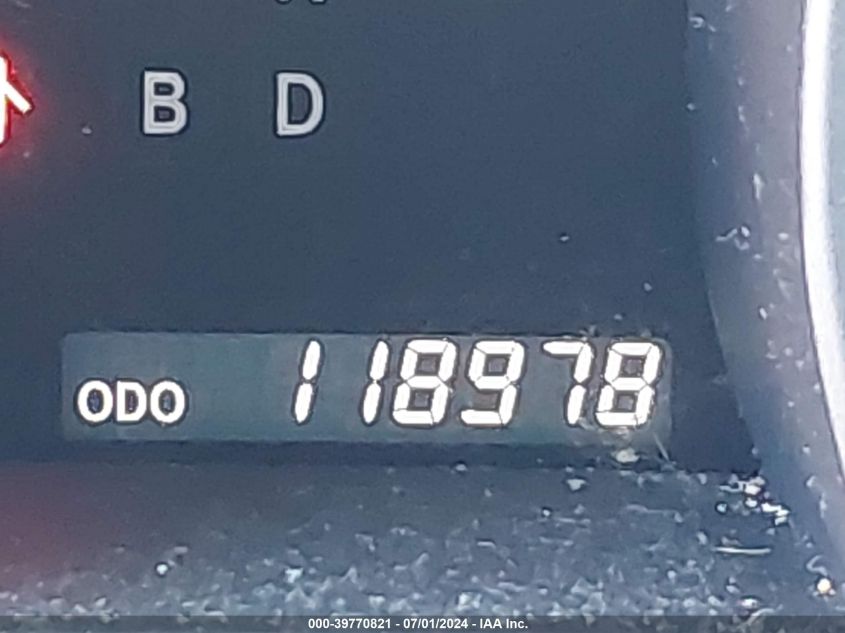 B D
ODO 118978
000-39770821 - 07/01/2024 - IAA Inc.